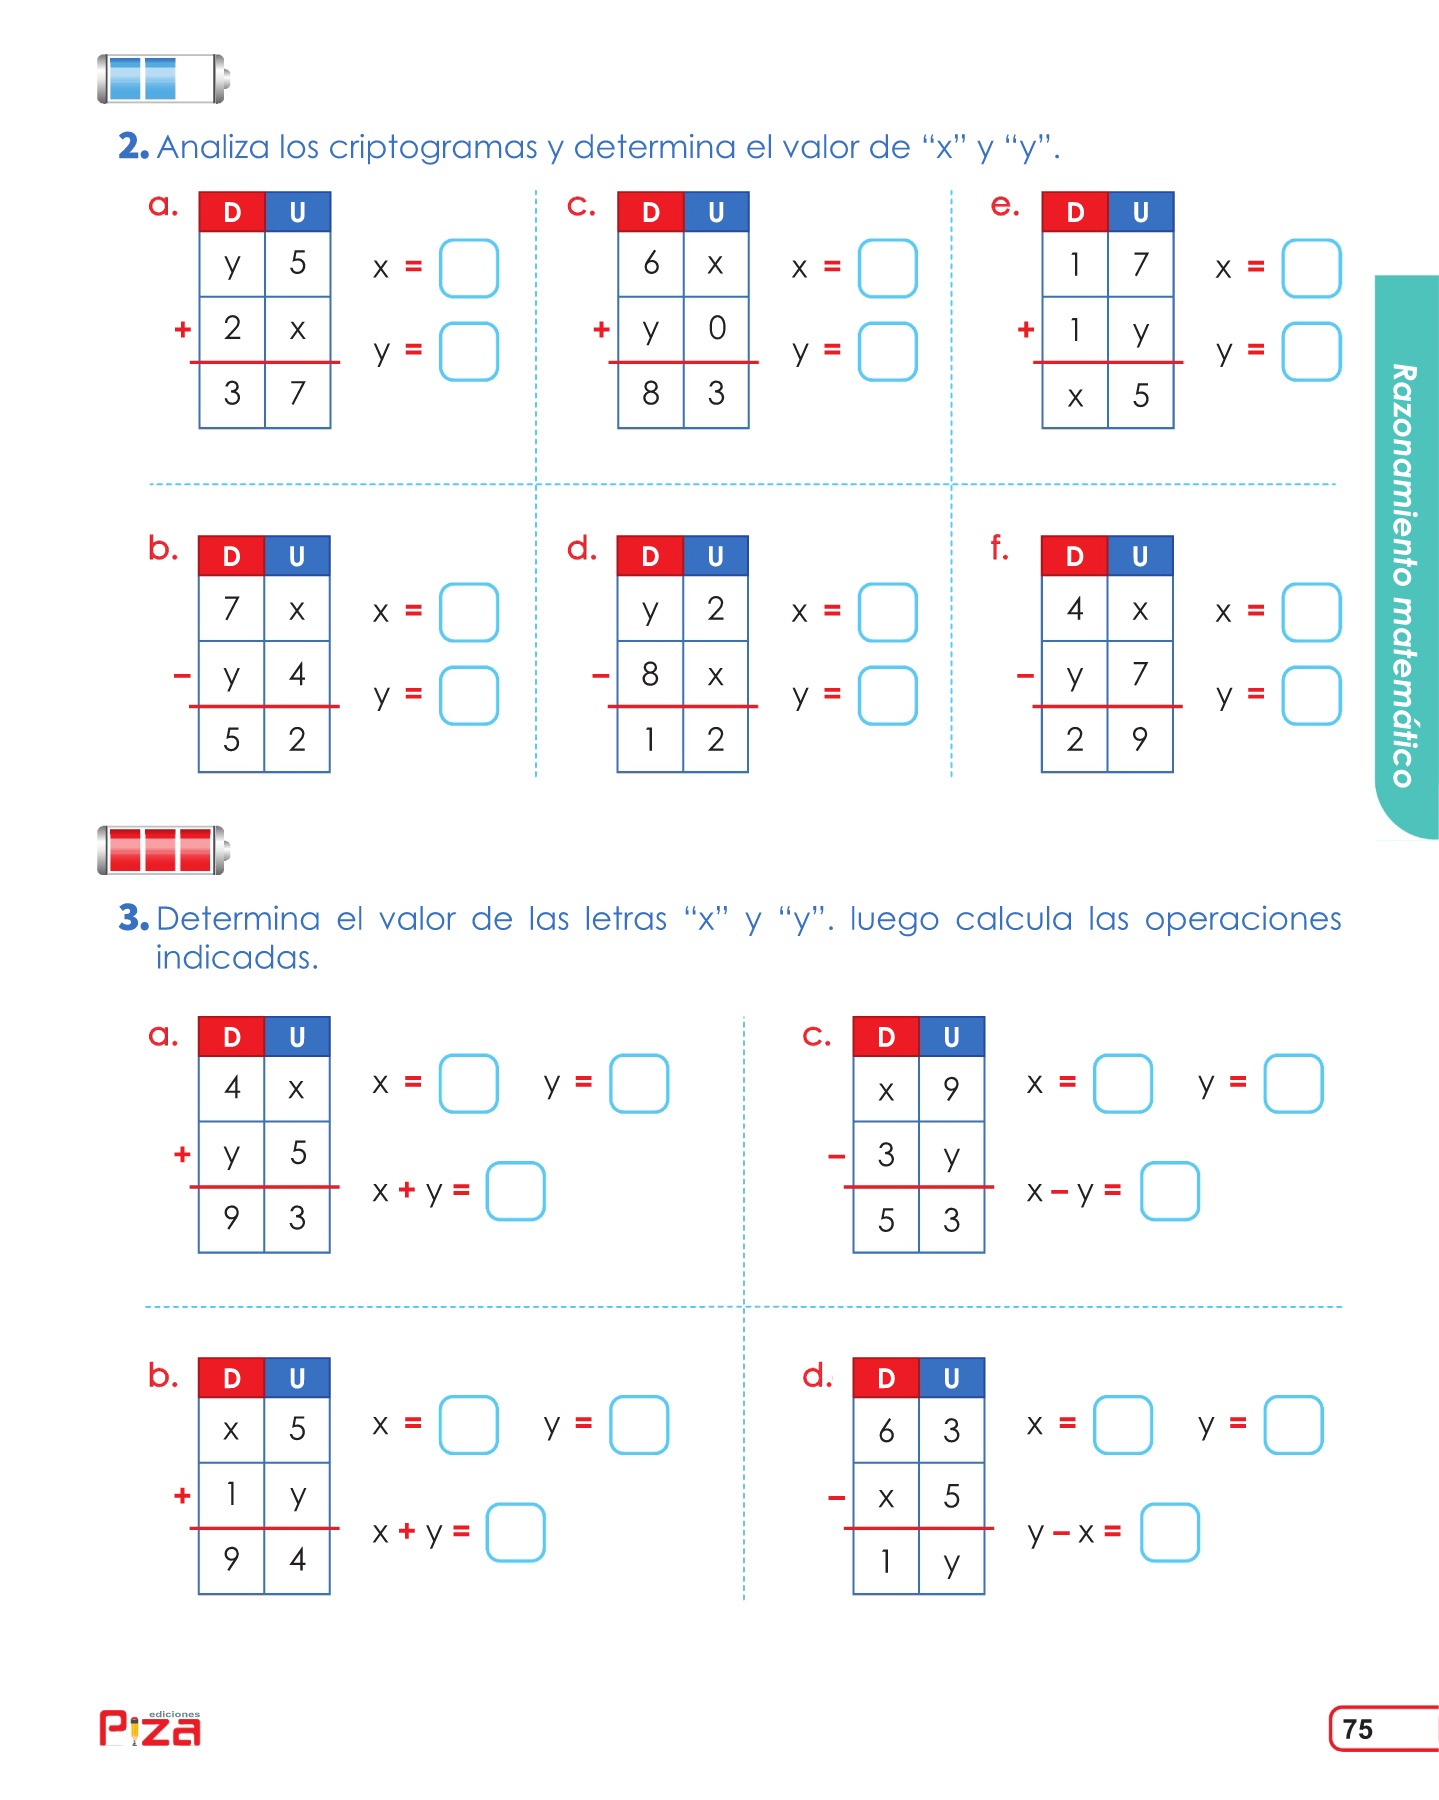 2. Analiza los criptogramas y determina el valor de “x” y “y”.
a.
D U
y 5
+ 2 x
3 7
x =
y =
c.
D U
6 x
+ y 0
8 3
x =
y =
e.
D U
1 7
+ 1 y
x 5
x =
y =
b.
D U
7 x
– y 4
5 2
x =
y =
d.
D U
y 2
– 8 x
1 2
x =
y =
f.
D U
4 x
– y 7
2 9
x =
y =
Razonamiento matemático
3. Determina el valor de las letras “x” y “y”. luego calcula las operaciones
indicadas.
a.
D U
4 x
+ y 5
9 3
x = y =
x + y =
c.
D U
x 9
– 3 y
5 3
x = y =
x – y =
b.
D U
x 5
+ 1 y
9 4
x = y =
x + y =
d.
D U
6 3
– x 5
1 y
x = y =
y – x =
ediciones
Piza
75